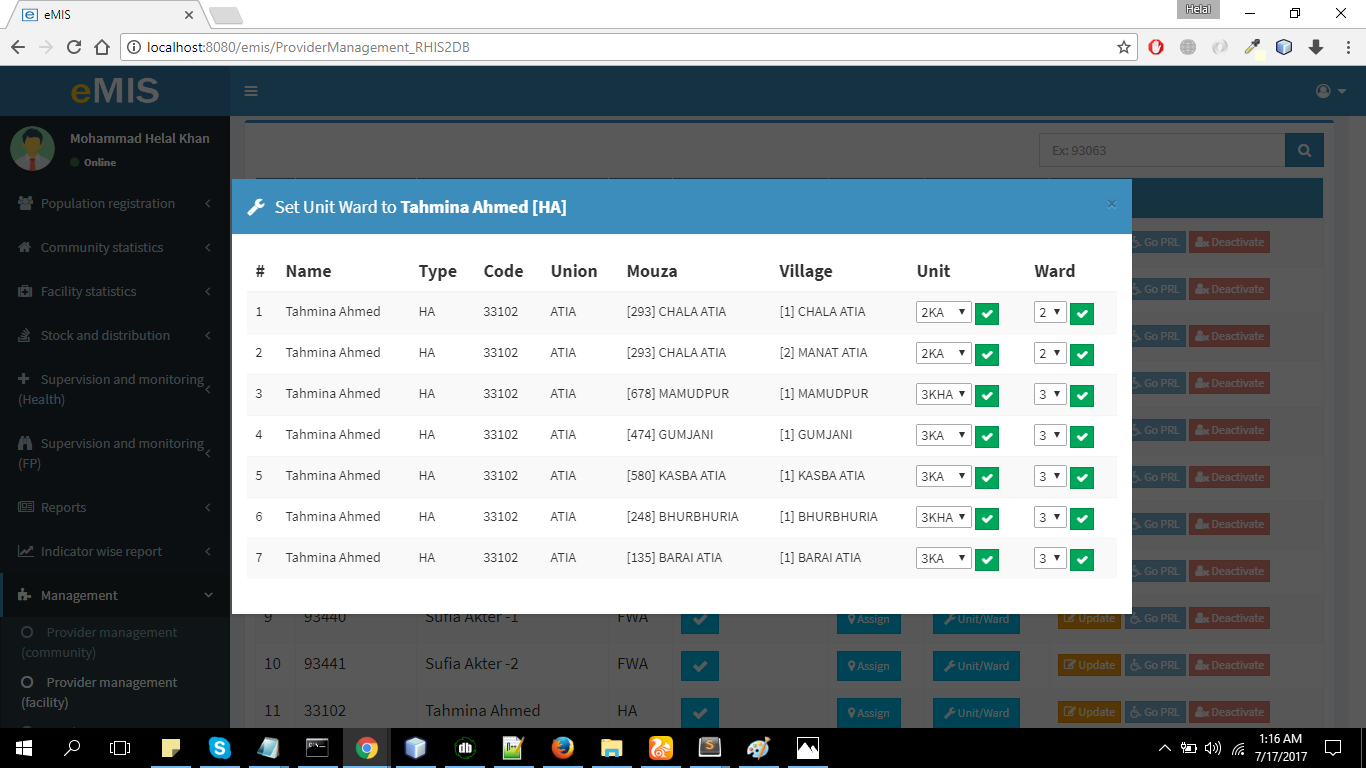 eMIS
Helal
localhost:8080/emis/ProviderManagement_RHIS2DB
eMIS
Mohammad Helal Khan
Online
Ex: 93063
Population registration
Community statistics
Facility statistics
Stock and distribution
Supervision and monitoring
(Health)
Supervision and monitoring
(FP)
Reports
Indicator wise report
Management
Provider management
(community)
Provider management
(facility)
Set Unit Ward to Tahmina Ahmed [HA] ×
# Name Type Code Union Mouza Village Unit Ward
1 Tahmina Ahmed HA 33102 ATIA [293] CHALA ATIA [1] CHALA ATIA 2KA 2
2 Tahmina Ahmed HA 33102 ATIA [293] CHALA ATIA [2] MANAT ATIA 2KA 2
3 Tahmina Ahmed HA 33102 ATIA [678] MAMUDPUR [1] MAMUDPUR 3KHA 3
4 Tahmina Ahmed HA 33102 ATIA [474] GUMJANI [1] GUMJANI 3KA 3
5 Tahmina Ahmed HA 33102 ATIA [580] KASBA ATIA [1] KASBA ATIA 3KA 3
6 Tahmina Ahmed HA 33102 ATIA [248] BHURBHURIA [1] BHURBHURIA 3KHA 3
7 Tahmina Ahmed HA 33102 ATIA [135] BARAI ATIA [1] BARAI ATIA 3KA 3
Go PRL Deactivate
Go PRL Deactivate
Go PRL Deactivate
Go PRL Deactivate
Go PRL Deactivate
Go PRL Deactivate
Go PRL Deactivate
Go PRL Deactivate
9 93440 Sufia Akter -1 FWA Assign Unit/Ward Update Go PRL Deactivate
10 93441 Sufia Akter -2 FWA Assign Unit/Ward Update Go PRL Deactivate
11 33102 Tahmina Ahmed HA Assign Unit/Ward Update Go PRL Deactivate
1:16 AM
7/17/2017